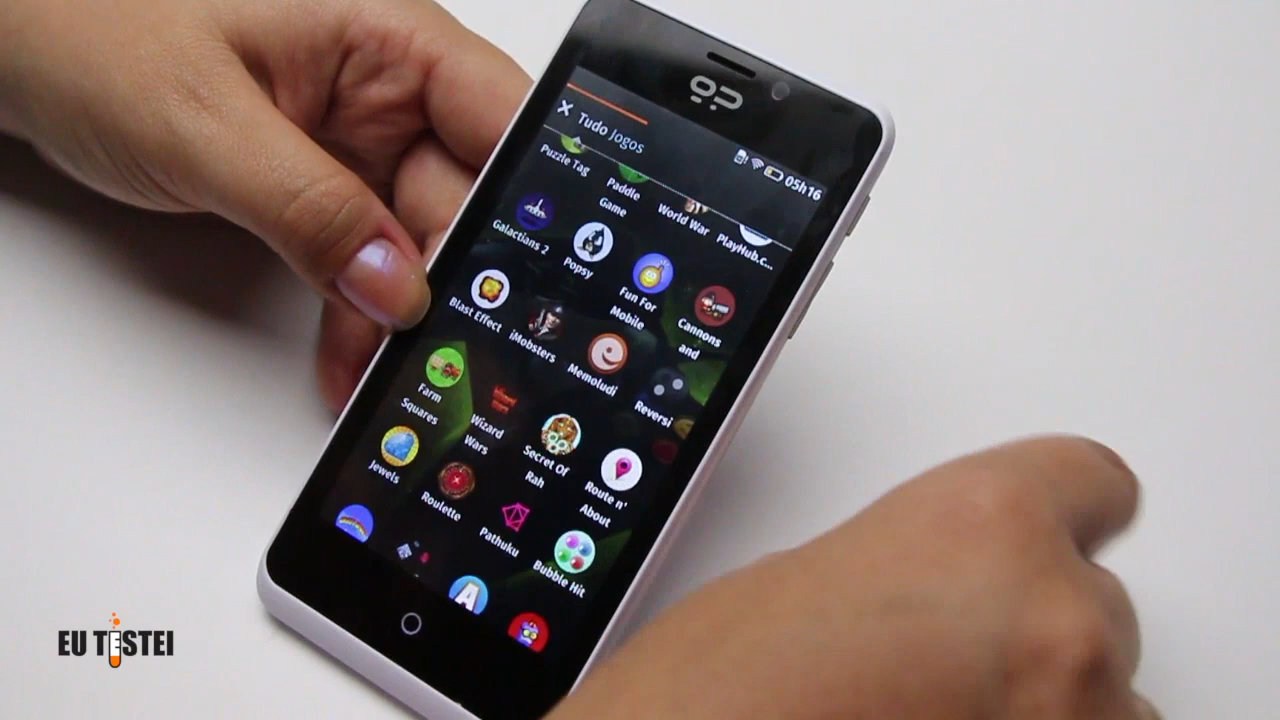 Tudo Jogos
05h16
Puzzle Tag
Paddle
Game
World War
PlayHub.c...
Galactians 2
Popsy
Fun For
Mobile
Cannons
and
Blast Effect
iMobsters
Memoludi
Reversi
Farm
Squares
Wizard
Wars
Secret Of
Rah
Route n'
About
Jewels
Roulette
Pathuku
Bubble Hit
EU TESTEI